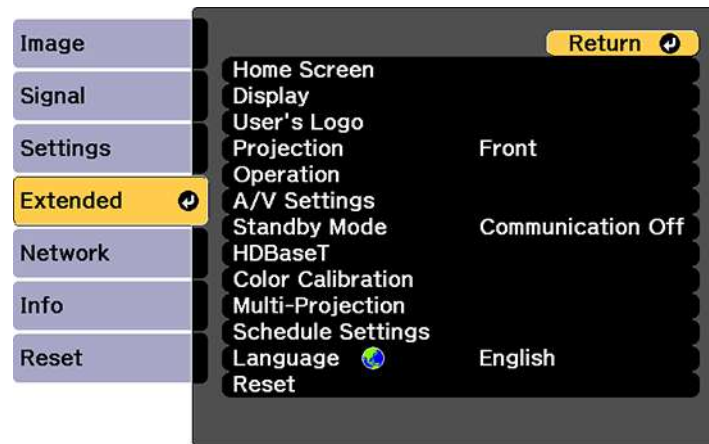 Image
Signal
Settings
Extended
Network
Info
Reset
Return
Home Screen
Display
User's Logo
Projection Front
Operation
A/V Settings
Standby Mode Communication Off
HDBaseT
Color Calibration
Multi-Projection
Schedule Settings
Language English
Reset